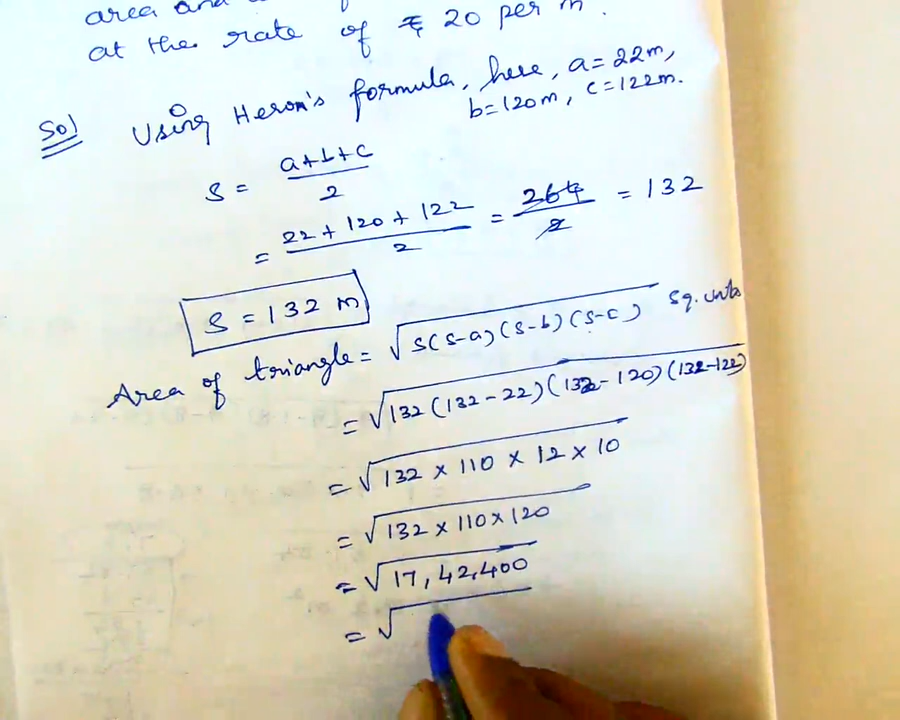 area and
at the rate of ₹ 20 per m².
Sol Using Heron's formula, here, a=22m,
b=120m, c=122m.
S = a+b+c / 2
= 22+120+122 / 2 = 264 / 2 = 132
S = 132 m
Area of triangle = √S(S-a)(S-b)(S-c) Sq. units
= √132(132-22)(132-120)(132-122)
= √132 × 110 × 12 × 10
= √132 × 110 × 120
= √17,42,400
= √